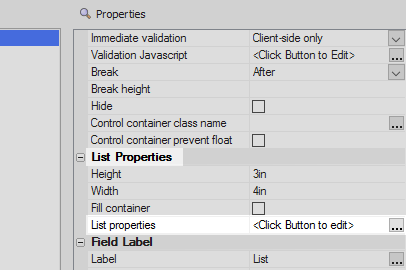 Properties
Immediate validation Client-side only
Validation Javascript <Click Button to Edit> ...
Break After
Break height
Hide
Control container class name ...
Control container prevent float
List Properties
Height 3in
Width 4in
Fill container
List properties <Click Button to edit> ...
Field Label
Label List ...